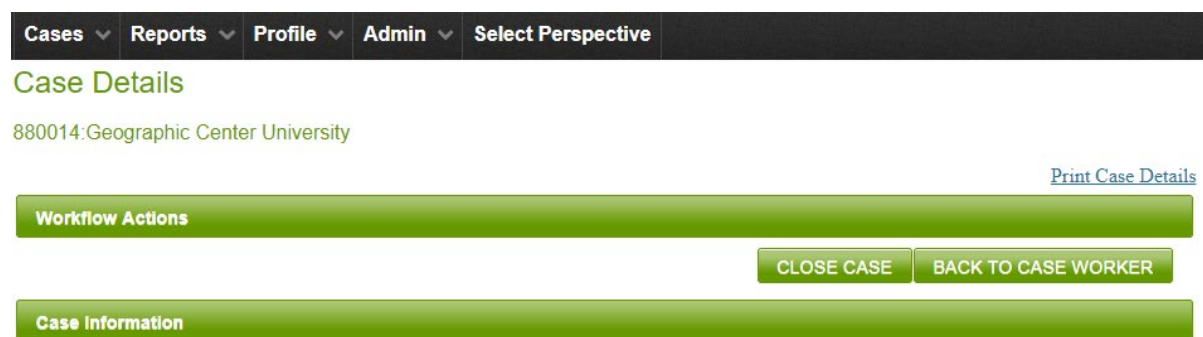 Cases Reports Profile Admin Select Perspective
Case Details
880014:Geographic Center University
Print Case Details
Workflow Actions
CLOSE CASE BACK TO CASE WORKER
Case Information